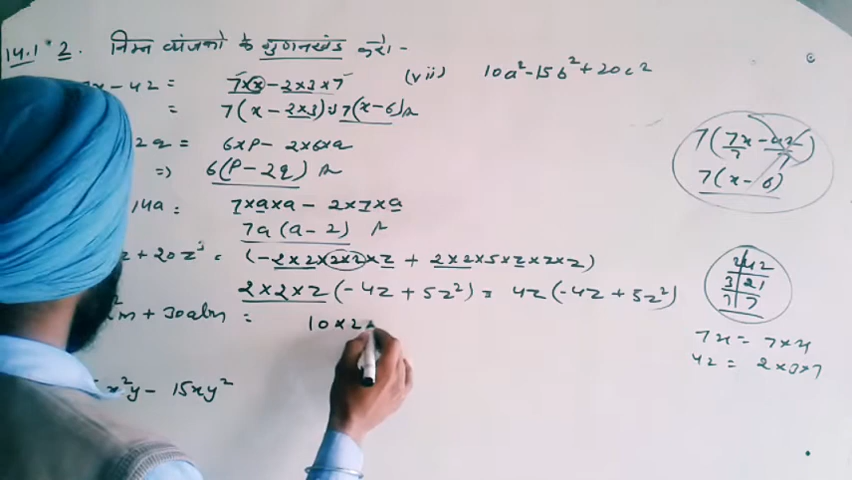 14.1 2. निम्न व्यंजकों के गुणनखंड करो -
7x - 42 = 7×x - 2×3×7
= 7(x - 2×3) = 7(x-6)
2q = 6×p - 2×6×q
=) 6(p-2q)
14a = 7×a×a - 2×7×a
7a(a-2)
z + 20z³ = (-2×2×2×2×z + 2×2×5×z×z×z)
2×2×z(-4z + 5z²) = 4z(-4z + 5z²)
²m + 30alm = 10×2×
x²y - 15xy²
(vii) 10a² - 15b² + 20c²
7(7x/7 - 42/7)
7(x - 6)
2 42
3 21
7 7
7x = 7×x
42 = 2×3×7